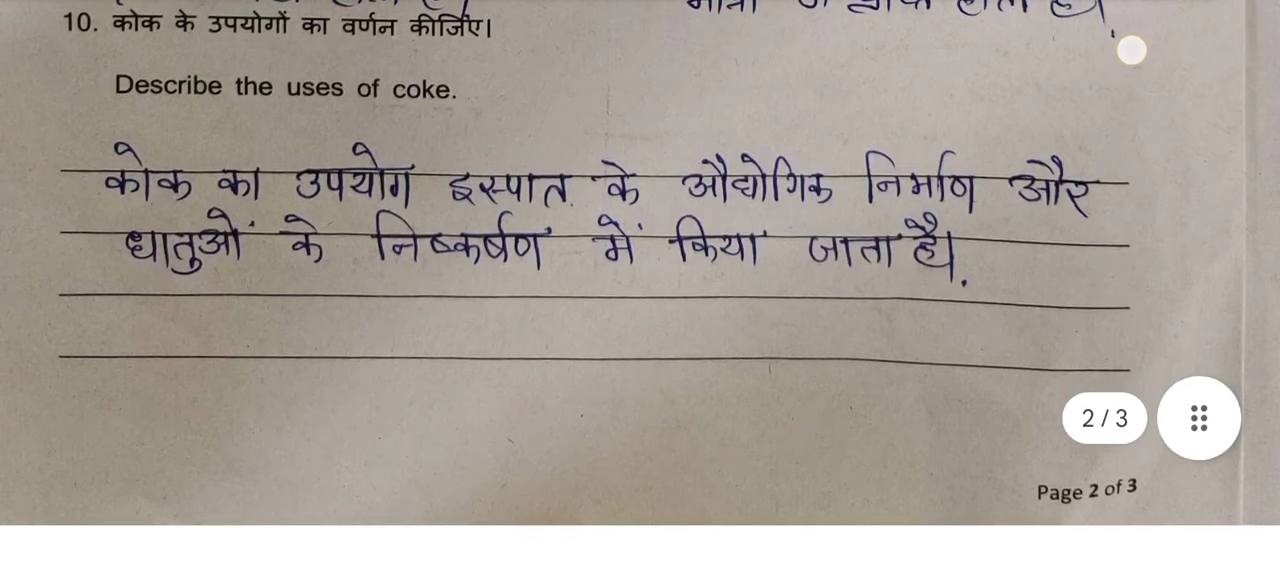 10. कोक के उपयोगों का वर्णन कीजिए।
Describe the uses of coke.
कोक का उपयोग इस्पात के औद्योगिक निर्माण और
धातुओं के निष्कर्षण में किया जाता है।.
2 / 3
Page 2 of 3